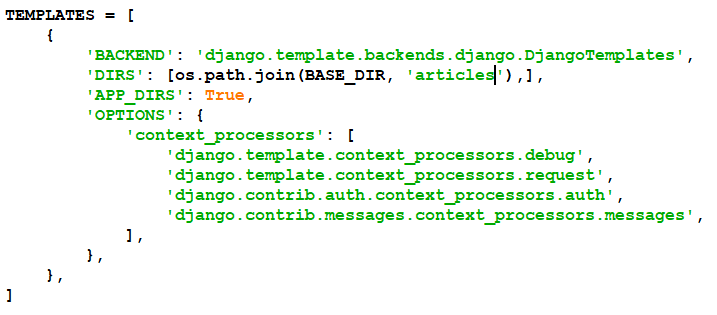 TEMPLATES = [
    {
        'BACKEND': 'django.template.backends.django.DjangoTemplates',
        'DIRS': [os.path.join(BASE_DIR, 'articles'),],
        'APP_DIRS': True,
        'OPTIONS': {
            'context_processors': [
                'django.template.context_processors.debug',
                'django.template.context_processors.request',
                'django.contrib.auth.context_processors.auth',
                'django.contrib.messages.context_processors.messages',
            ],
        },
    },
]